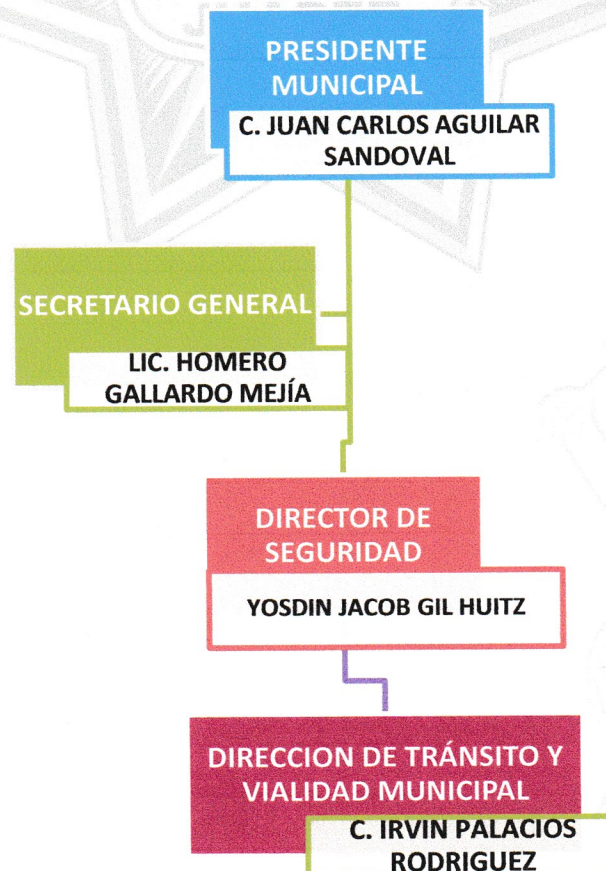 PRESIDENTE
MUNICIPAL
C. JUAN CARLOS AGUILAR
SANDOVAL
SECRETARIO GENERAL
LIC. HOMERO
GALLARDO MEJÍA
DIRECTOR DE
SEGURIDAD
YOSDIN JACOB GIL HUITZ
DIRECCION DE TRÁNSITO Y
VIALIDAD MUNICIPAL
C. IRVIN PALACIOS
RODRIGUEZ